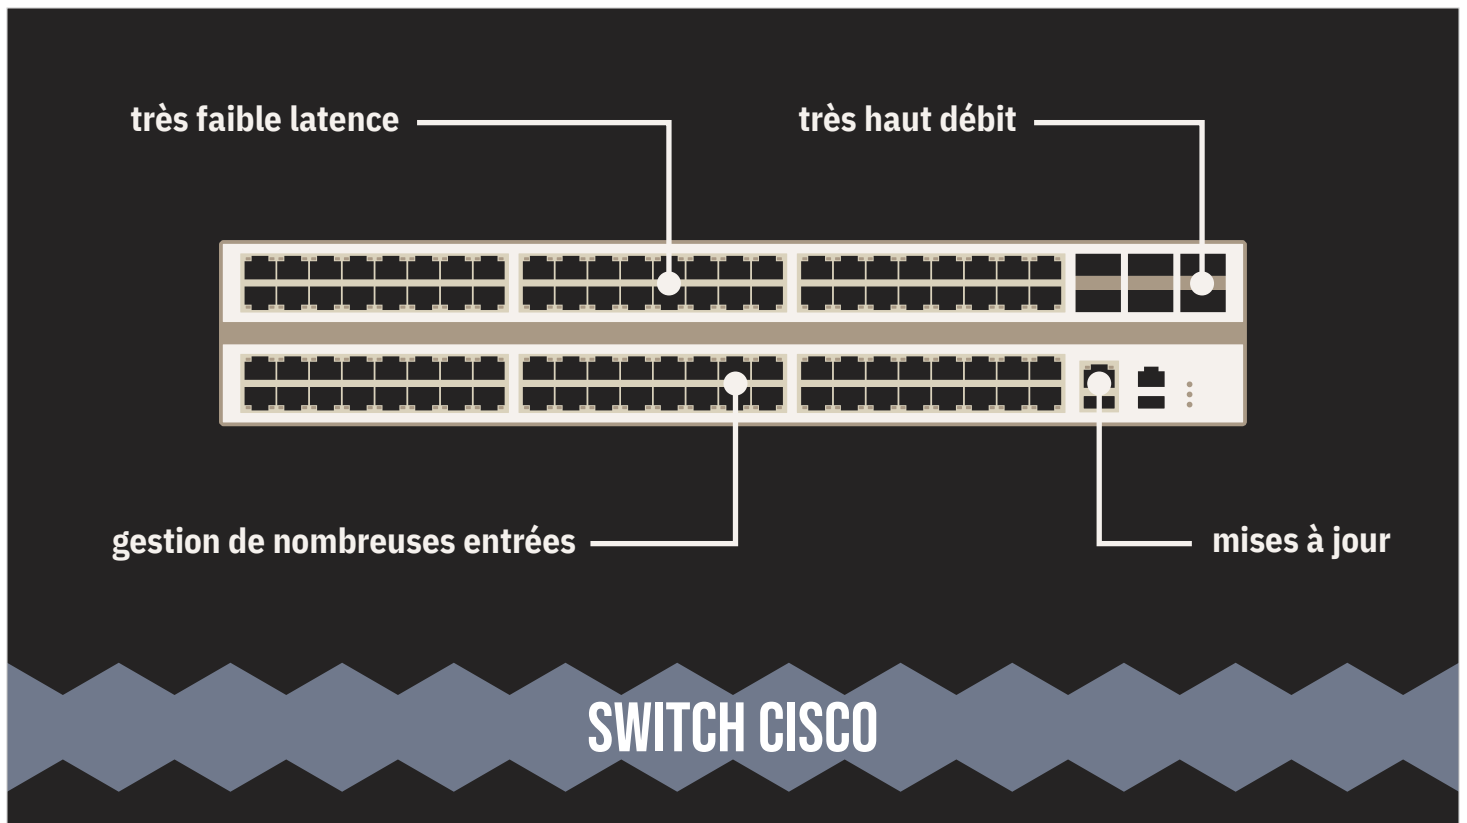 très faible latence
très haut débit
gestion de nombreuses entrées
mises à jour
SWITCH CISCO